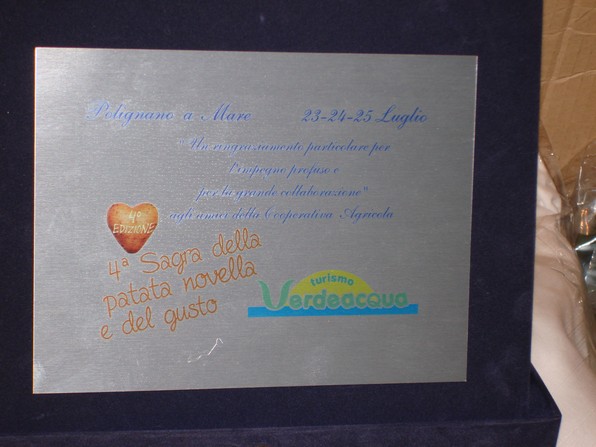 Polignano a Mare 23-24-25 Luglio
"Un ringraziamento particolare per
l'impegno profuso e
per la grande collaborazione"
agli amici della Cooperativa Agricola
4ª
EDIZIONE
4ª Sagra della
patata novella
e del gusto
turismo
Verdeacqua